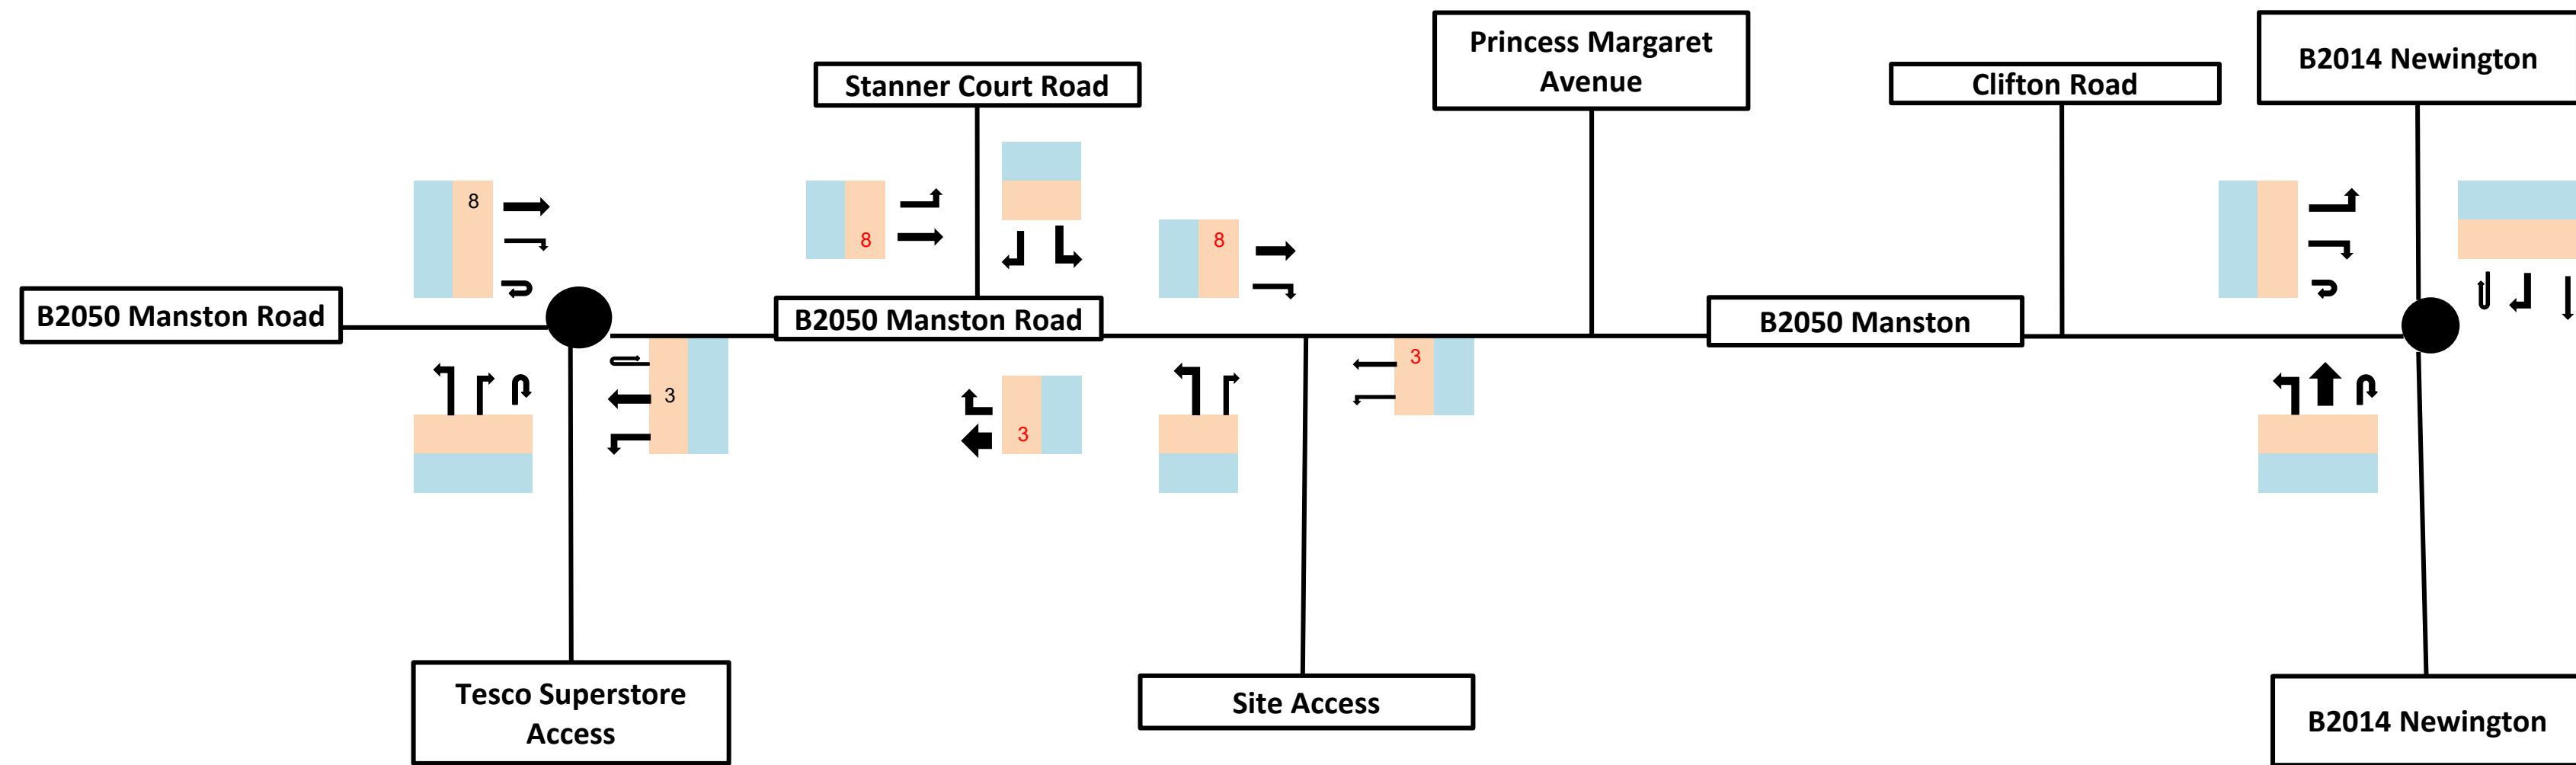 Princess Margaret
Avenue
B2014 Newington
Stanner Court Road
Clifton Road
8
8
8
B2050 Manston Road
B2050 Manston Road
B2050 Manston
3
3
3
Tesco Superstore
Access
Site Access
B2014 Newington